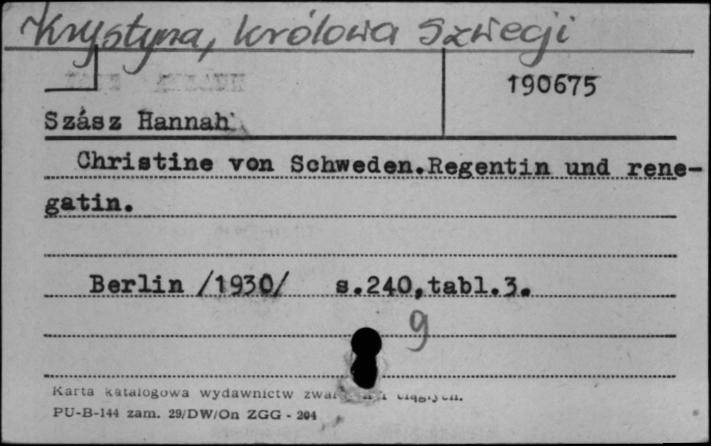 Krystyna, królowa Szwecji
190675
Szász Hannah
Christine von Schweden.Regentin und rene-
gatin.
Berlin /1930/ s.240,tabl.3.
9
Karta katalogowa wydawnictw
PU-B-144 zam. 29/DW/On ZGG - 204